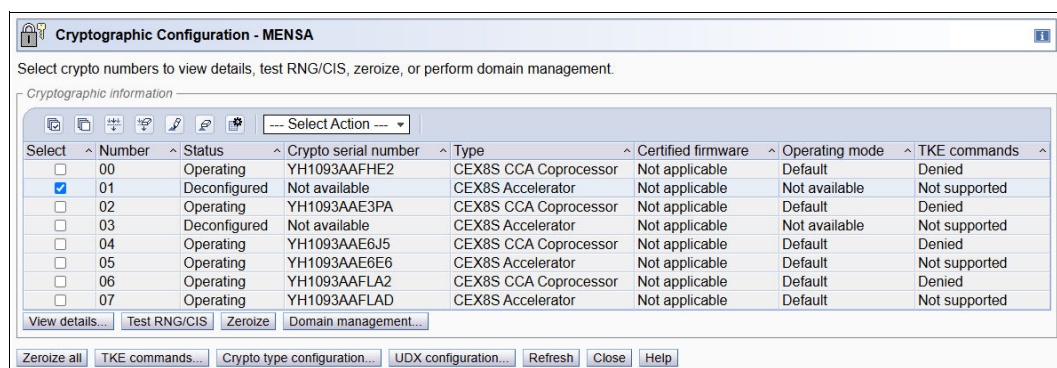 Cryptographic Configuration - MENSA
Select crypto numbers to view details, test RNG/CIS, zeroize, or perform domain management.
Cryptographic information
--- Select Action ---
Select Number Status Crypto serial number Type Certified firmware Operating mode TKE commands
00 Operating YH1093AAFHE2 CEX8S CCA Coprocessor Not applicable Default Denied
01 Deconfigured Not available CEX8S Accelerator Not applicable Not available Not supported
02 Operating YH1093AAE3PA CEX8S CCA Coprocessor Not applicable Default Denied
03 Deconfigured Not available CEX8S Accelerator Not applicable Not available Not supported
04 Operating YH1093AAE6J5 CEX8S CCA Coprocessor Not applicable Default Denied
05 Operating YH1093AAE6E6 CEX8S Accelerator Not applicable Default Not supported
06 Operating YH1093AAFLA2 CEX8S CCA Coprocessor Not applicable Default Denied
07 Operating YH1093AAFLAD CEX8S Accelerator Not applicable Default Not supported
View details... Test RNG/CIS Zeroize Domain management...
Zeroize all TKE commands... Crypto type configuration... UDX configuration... Refresh Close Help